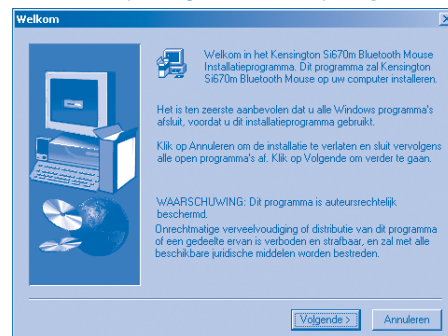 Welkom
Welkom in het Kensington Si670m Bluetooth Mouse
Installatieprogramma. Dit programma zal Kensington
Si670m Bluetooth Mouse op uw computer installeren.
Het is ten zeerste aanbevolen dat u alle Windows programma's
afsluit, voordat u dit installatieprogramma gebruikt.
Klik op Annuleren om de installatie te verlaten en sluit vervolgens
alle open programma's af. Klik op Volgende om verder te gaan.
WAARSCHUWING: Dit programma is auteursrechtelijk
beschermd.
Onrechtmatige verveelvoudiging of distributie van dit programma
of een gedeelte ervan is verboden en strafbaar, en zal met alle
beschikbare juridische middelen worden bestreden.
Volgende >
Annuleren